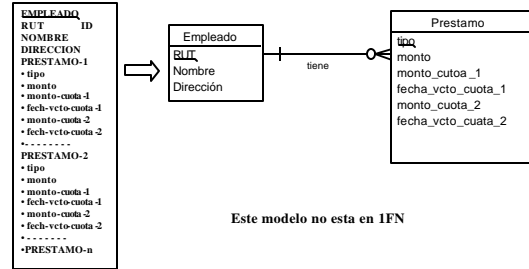 EMPLEADO
RUT ID
NOMBRE
DIRECCION
PRESTAMO-1
• tipo
• monto
• monto-cuota-1
• fech-vcto-cuota-1
• monto-cuota-2
• fech-vcto-cuota-2
•- - - - - - - -
PRESTAMO-2
• tipo
• monto
• monto-cuota-1
• fech-vcto-cuota-1
• monto-cuota-2
• fech-vcto-cuota-2
•- - - - - - -
•PRESTAMO-n
Empleado
RUT
Nombre
Dirección
tiene
Prestamo
tipo
monto
monto_cutoa_1
fecha_vcto_cuota_1
monto_cuota_2
fecha_vcto_cuata_2
Este modelo no esta en 1FN